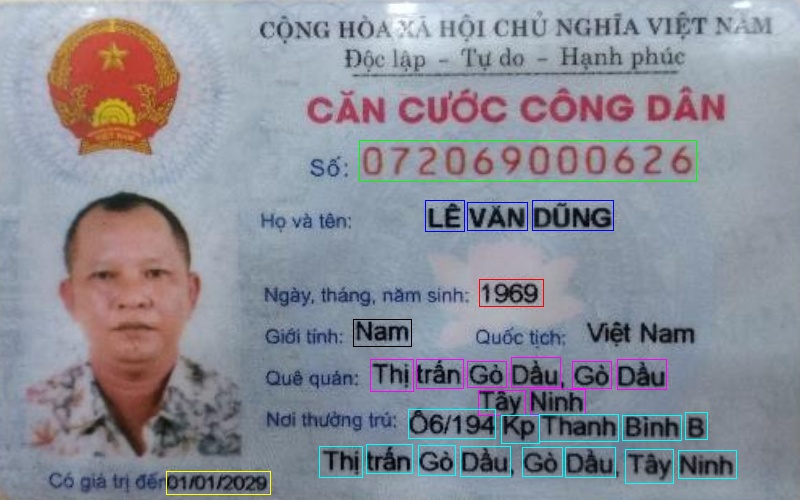 CỘNG HÒA XÃ HỘI CHỦ NGHĨA VIỆT NAM
Độc lập - Tự do - Hạnh phúc
CĂN CƯỚC CÔNG DÂN
Số: 072069000626
Họ và tên: LÊ VĂN DŨNG
Ngày, tháng, năm sinh: 1969
Giới tính: Nam Quốc tịch: Việt Nam
Quê quán: Thị trấn Gò Dầu, Gò Dầu
Tây Ninh
Nơi thường trú: Ô6/194 Kp Thanh Bình B
Thị trấn Gò Dầu, Gò Dầu, Tây Ninh
Có giá trị đến 01/01/2029